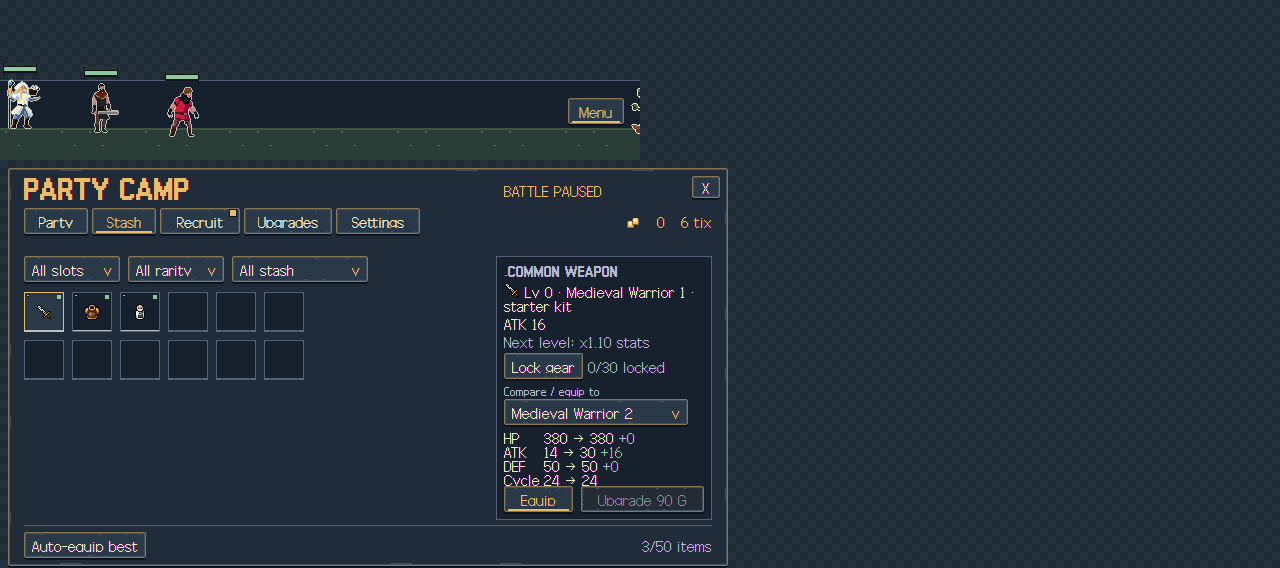 Menu
PARTY CAMP
BATTLE PAUSED
X
Party
Stash
Recruit
Upgrades
Settings
0
6 tix
All slots v
All rarity v
All stash v
COMMON WEAPON
Lv 0 · Medieval Warrior 1 ·
starter kit
ATK 16
Next level: x1.10 stats
Lock gear
0/30 locked
Compare / equip to
Medieval Warrior 2 v
HP 380 → 380 +0
ATK 14 → 30 +16
DEF 50 → 50 +0
Cycle 24 → 24
Equip
Upgrade 90 G
Auto-equip best
3/50 items